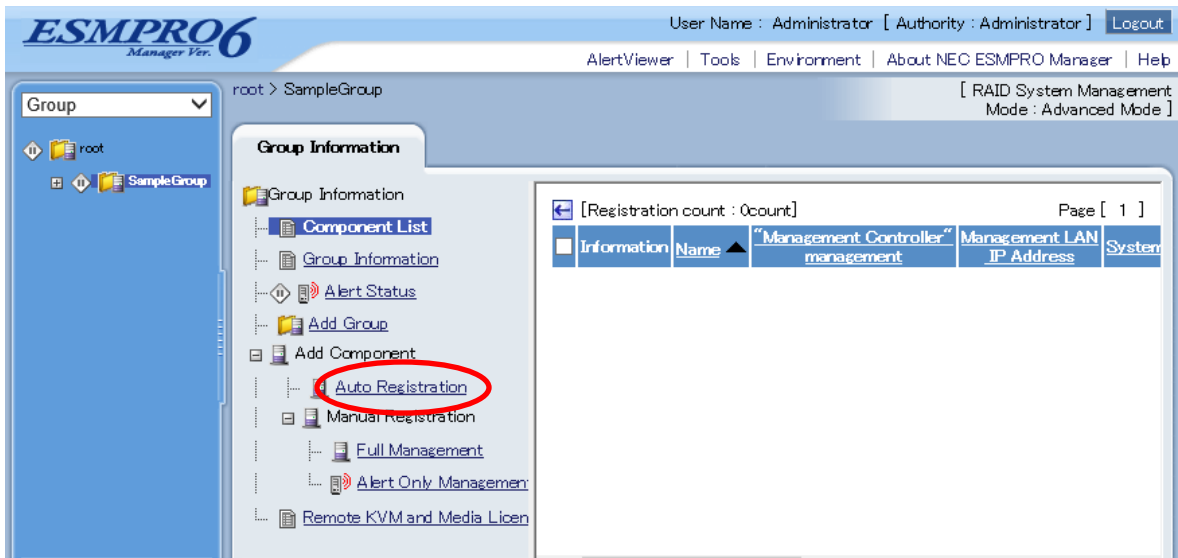 ESMPRO6
Manager Ver.
User Name : Administrator [ Authority : Administrator ] Logout
AlertViewer | Tools | Environment | About NEC ESMPRO Manager | Help
Group
root > SampleGroup
[ RAID System Management
Mode : Advanced Mode ]
root
SampleGroup
Group Information
Group Information
Component List
Group Information
Alert Status
Add Group
Add Component
Auto Registration
Manual Registration
Full Management
Alert Only Management
Remote KVM and Media Licen
[Registration count : 0count] Page [ 1 ]
Information Name "Management Controller" management Management LAN IP Address System